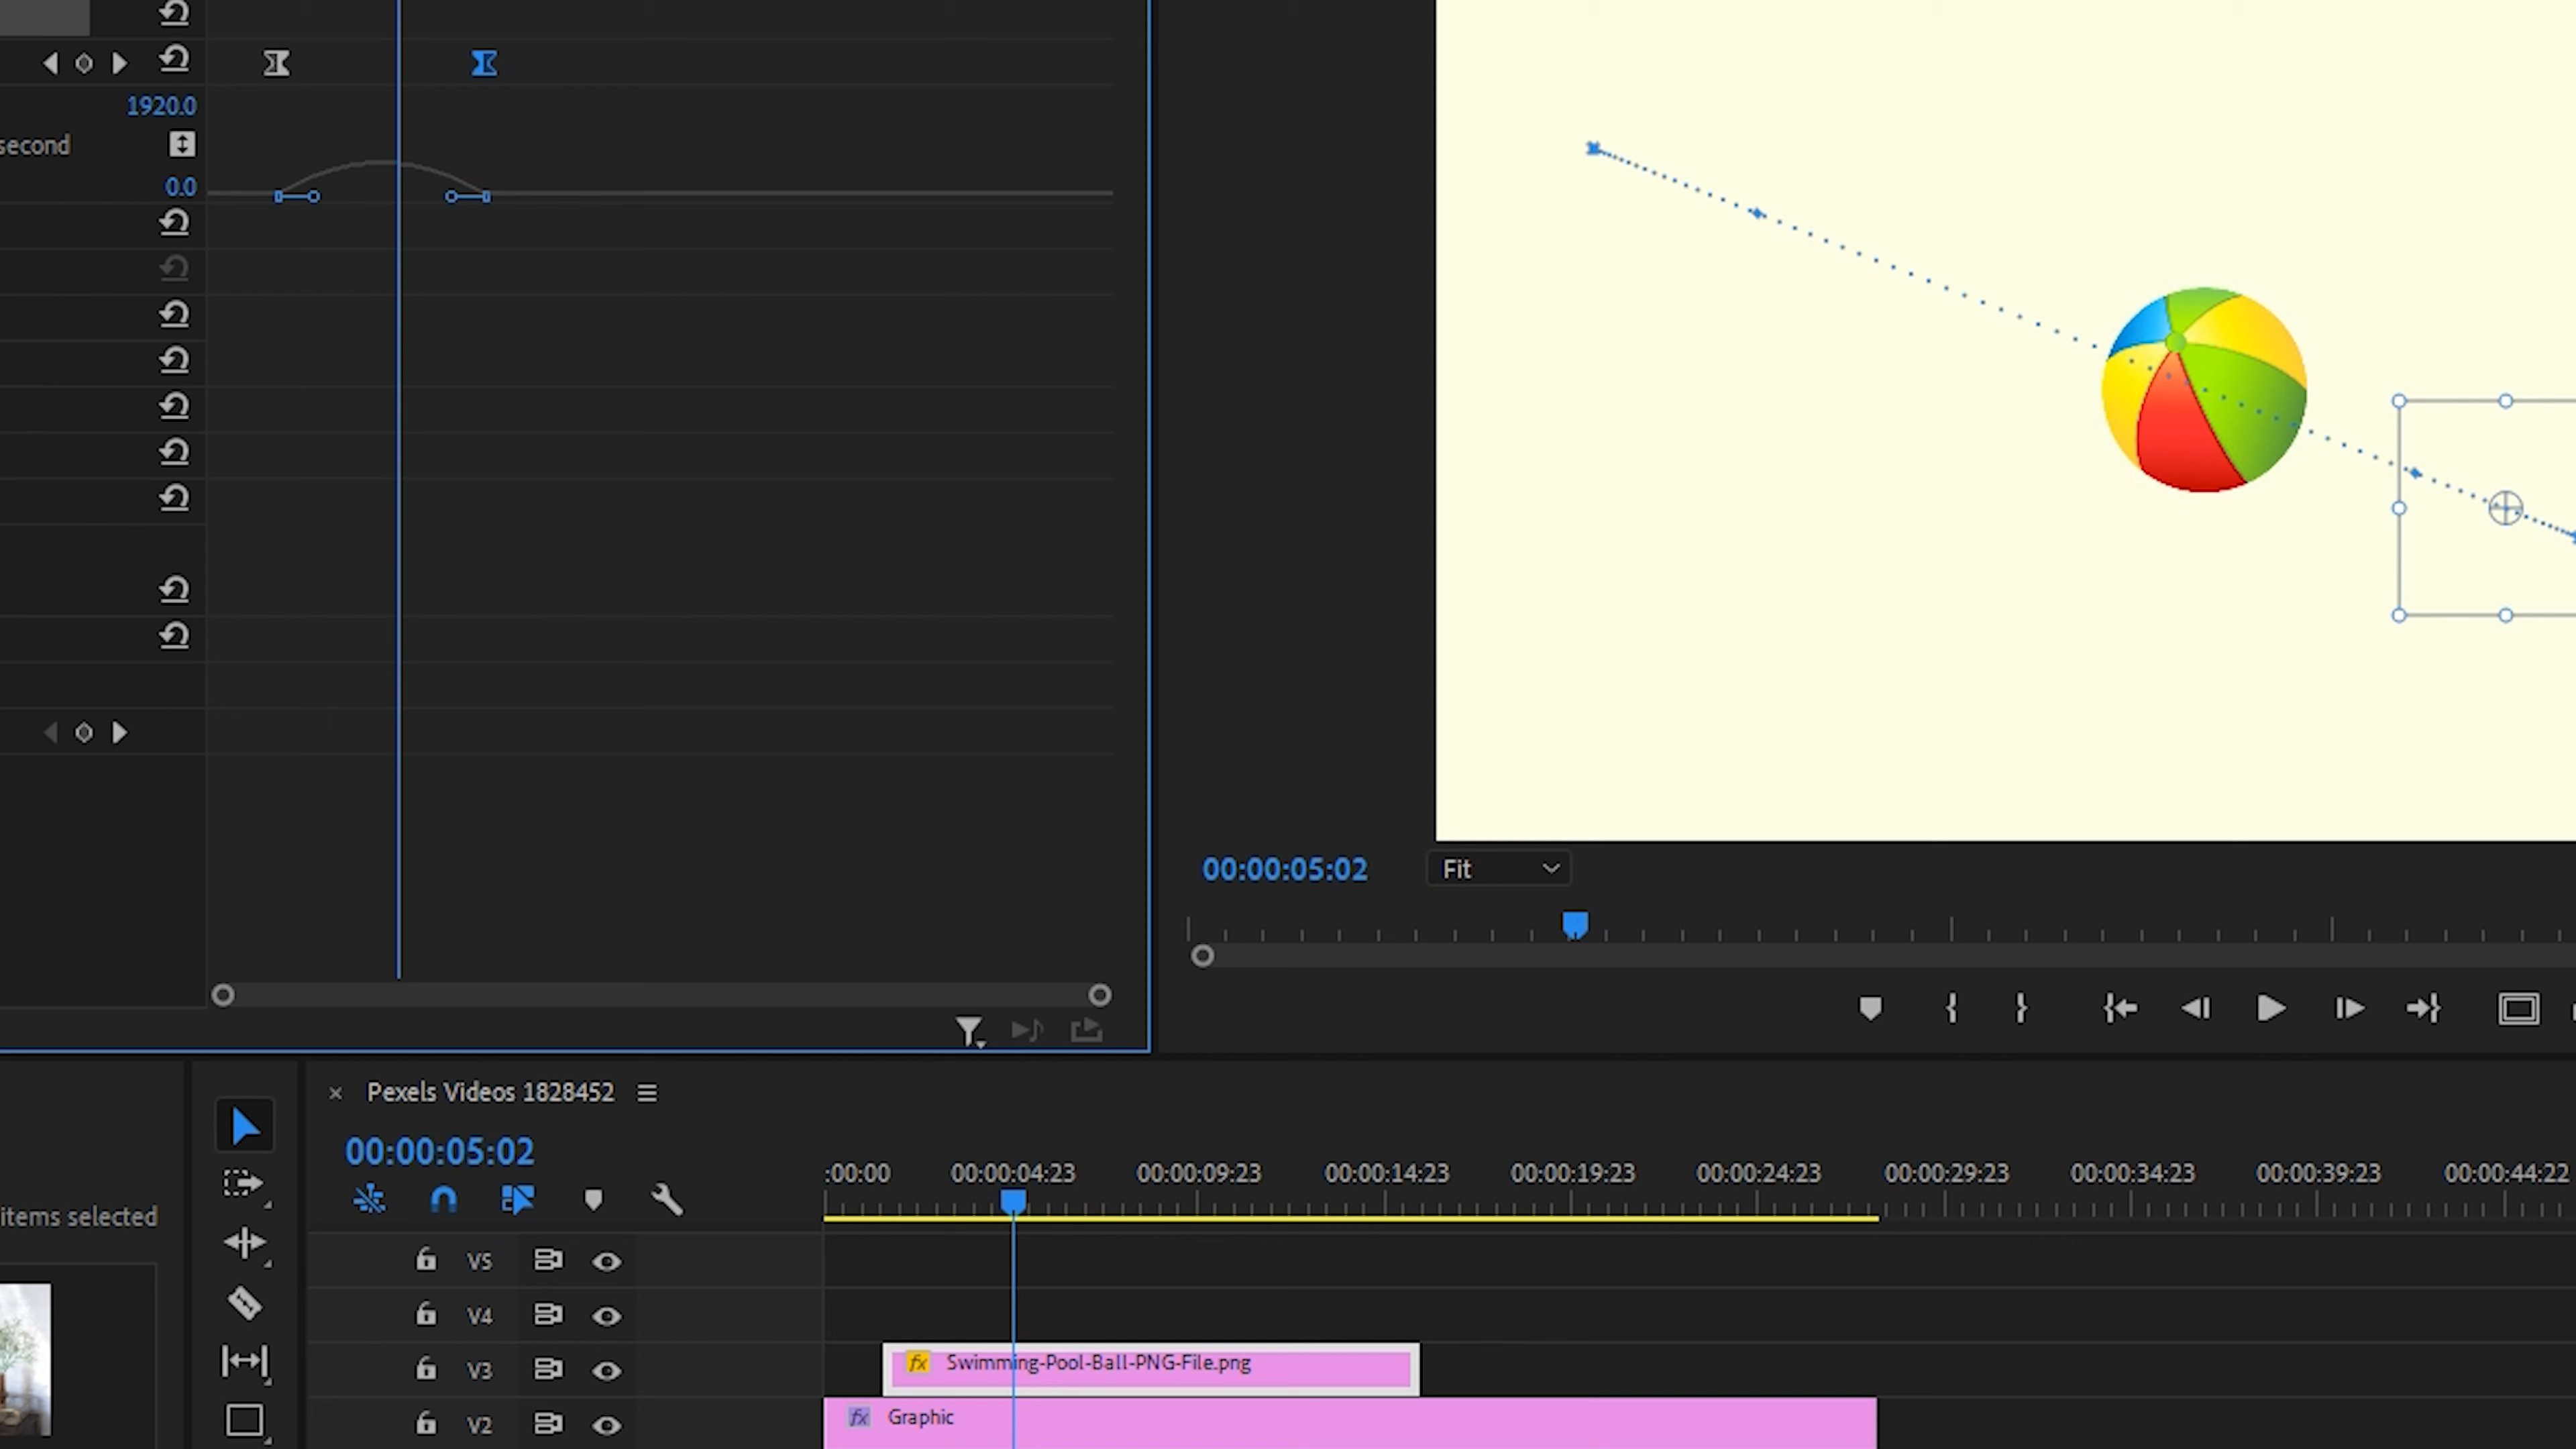 1920.0
second
0.0
00:00:05:02
Fit
Pexels Videos 1828452
00:00:05:02
:00:00 00:00:04:23 00:00:09:23 00:00:14:23 00:00:19:23 00:00:24:23 00:00:29:23 00:00:34:23 00:00:39:23 00:00:44:22
items selected
V5
V4
V3
fx Swimming-Pool-Ball-PNG-File.png
V2
fx Graphic